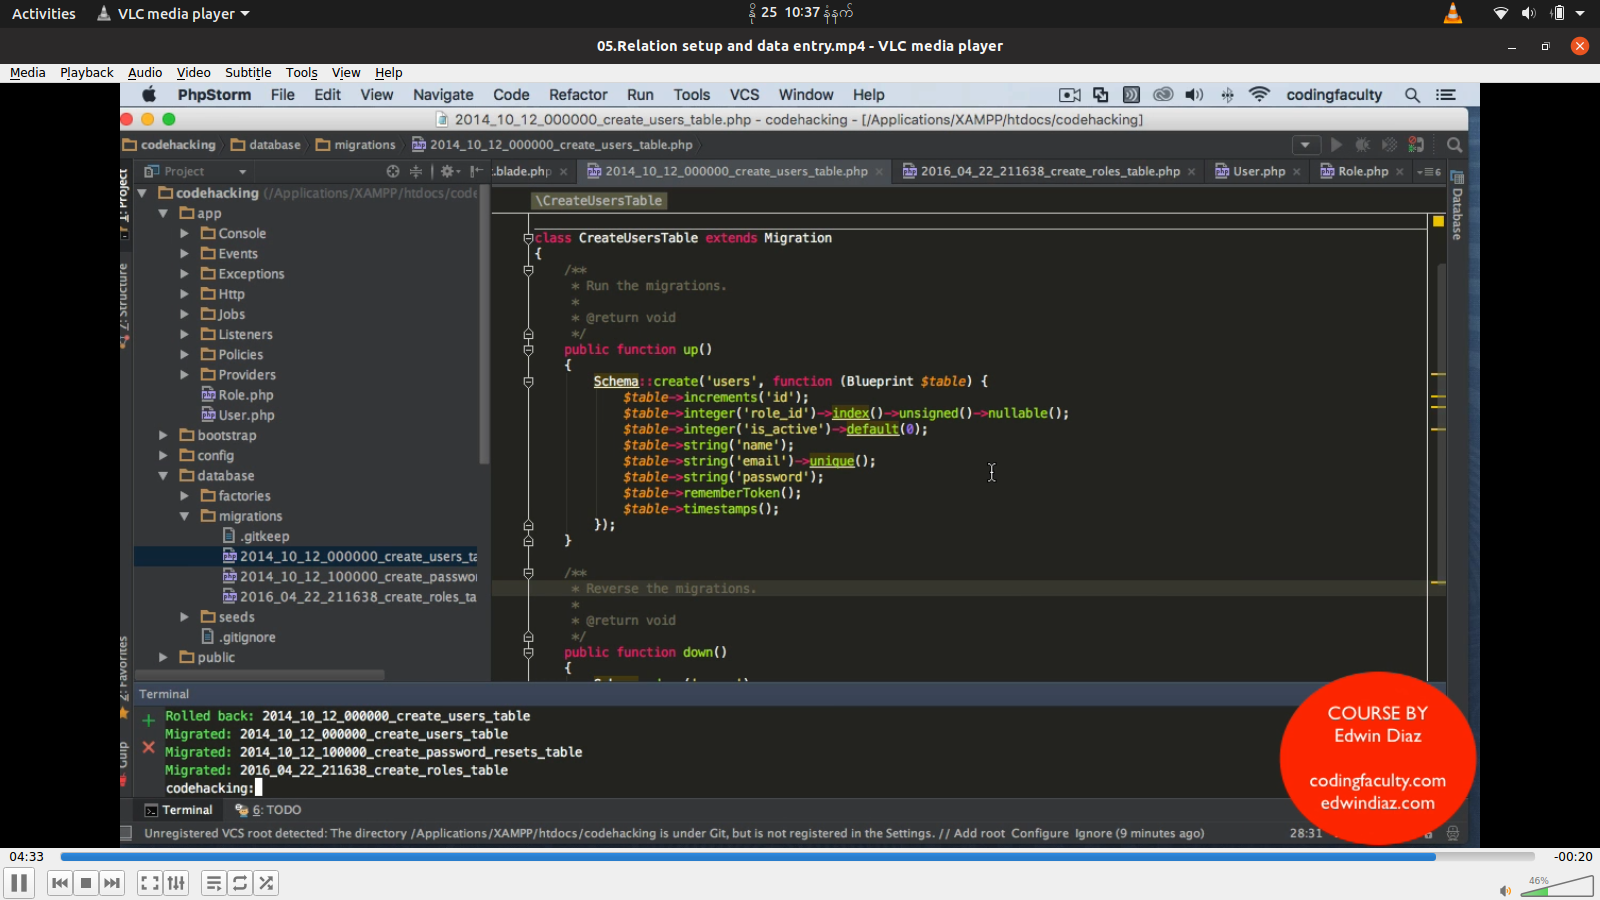 Activities VLC media player နို 25 10:37 နံနက်
05.Relation setup and data entry.mp4 - VLC media player
Media Playback Audio Video Subtitle Tools View Help
PhpStorm File Edit View Navigate Code Refactor Run Tools VCS Window Help codingfaculty
2014_10_12_000000_create_users_table.php - codehacking - [/Applications/XAMPP/htdocs/codehacking]
codehacking database migrations 2014_10_12_000000_create_users_table.php
Project .blade.php 2014_10_12_000000_create_users_table.php 2016_04_22_211638_create_roles_table.php User.php Role.php
1: Project
Z: Structure
2: Favorites
Gulp
Database
codehacking (/Applications/XAMPP/htdocs/code
app
Console
Events
Exceptions
Http
Jobs
Listeners
Policies
Providers
Role.php
User.php
bootstrap
config
database
factories
migrations
.gitkeep
2014_10_12_000000_create_users_ta
2014_10_12_100000_create_passwo
2016_04_22_211638_create_roles_ta
seeds
.gitignore
public
\CreateUsersTable
class CreateUsersTable extends Migration
{
/**
* Run the migrations.
*
* @return void
*/
public function up()
{
Schema::create('users', function (Blueprint $table) {
$table->increments('id');
$table->integer('role_id')->index()->unsigned()->nullable();
$table->integer('is_active')->default(0);
$table->string('name');
$table->string('email')->unique();
$table->string('password');
$table->rememberToken();
$table->timestamps();
});
}
/**
* Reverse the migrations.
*
* @return void
*/
public function down()
{
Terminal
Rolled back: 2014_10_12_000000_create_users_table
Migrated: 2014_10_12_000000_create_users_table
Migrated: 2014_10_12_100000_create_password_resets_table
Migrated: 2016_04_22_211638_create_roles_table
codehacking:
Terminal 6: TODO
Unregistered VCS root detected: The directory /Applications/XAMPP/htdocs/codehacking is under Git, but is not registered in the Settings. // Add root Configure Ignore (9 minutes ago) 28:31
COURSE BY
Edwin Diaz
codingfaculty.com
edwindiaz.com
04:33 -00:20
46%